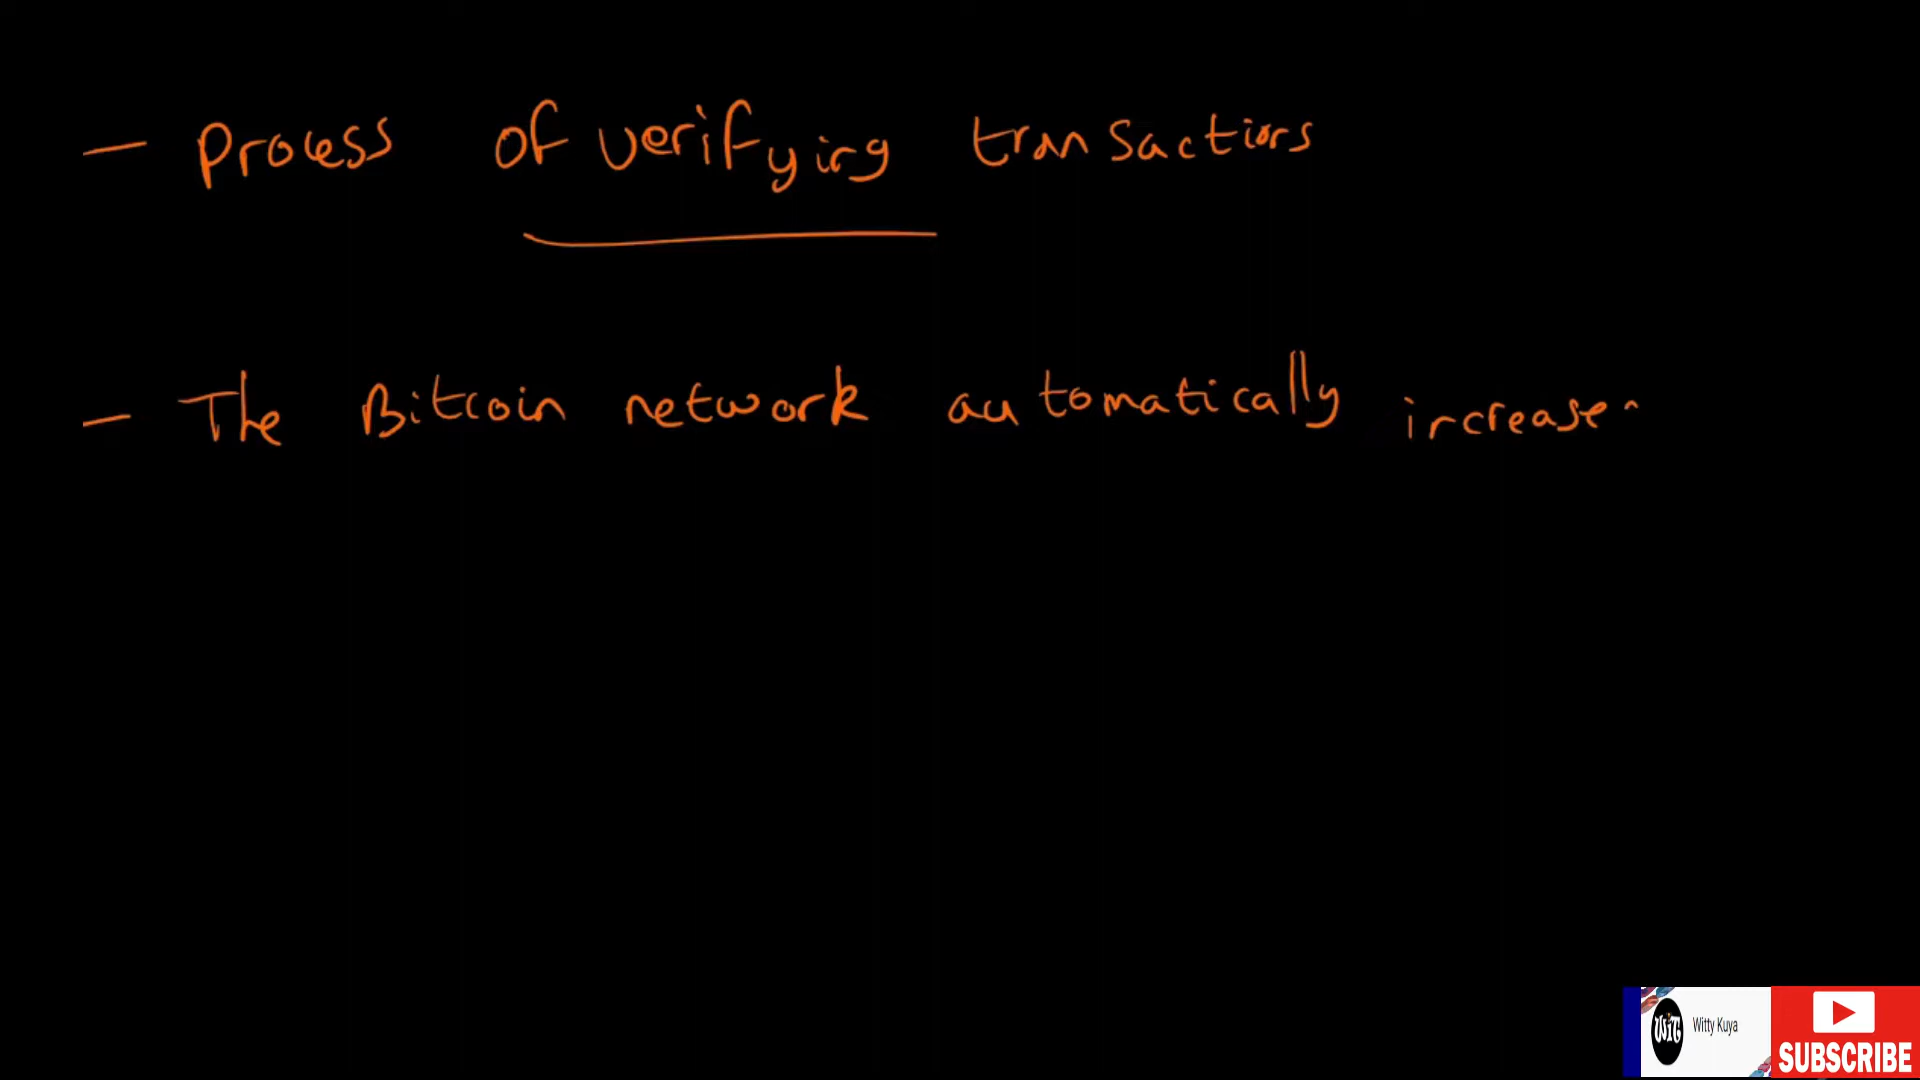 - Process of verifying transactions
- The Bitcoin network automatically increase
Witty Kuya
SUBSCRIBE